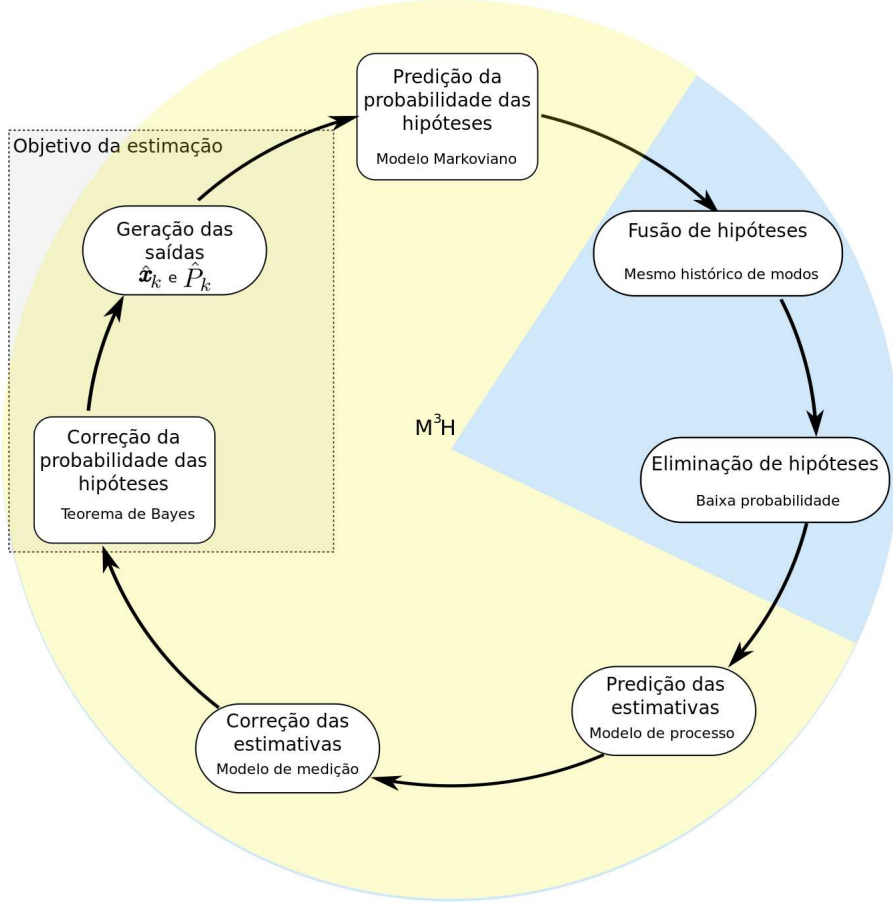 Predição da
probabilidade das
hipóteses
Modelo Markoviano
Objetivo da estimação
Geração das
saídas
x̂ₖ e P̂ₖ
Fusão de hipóteses
Mesmo histórico de modos
M³H
Correção da
probabilidade das
hipóteses
Teorema de Bayes
Eliminação de hipóteses
Baixa probabilidade
Predição das
estimativas
Modelo de processo
Correção das
estimativas
Modelo de medição